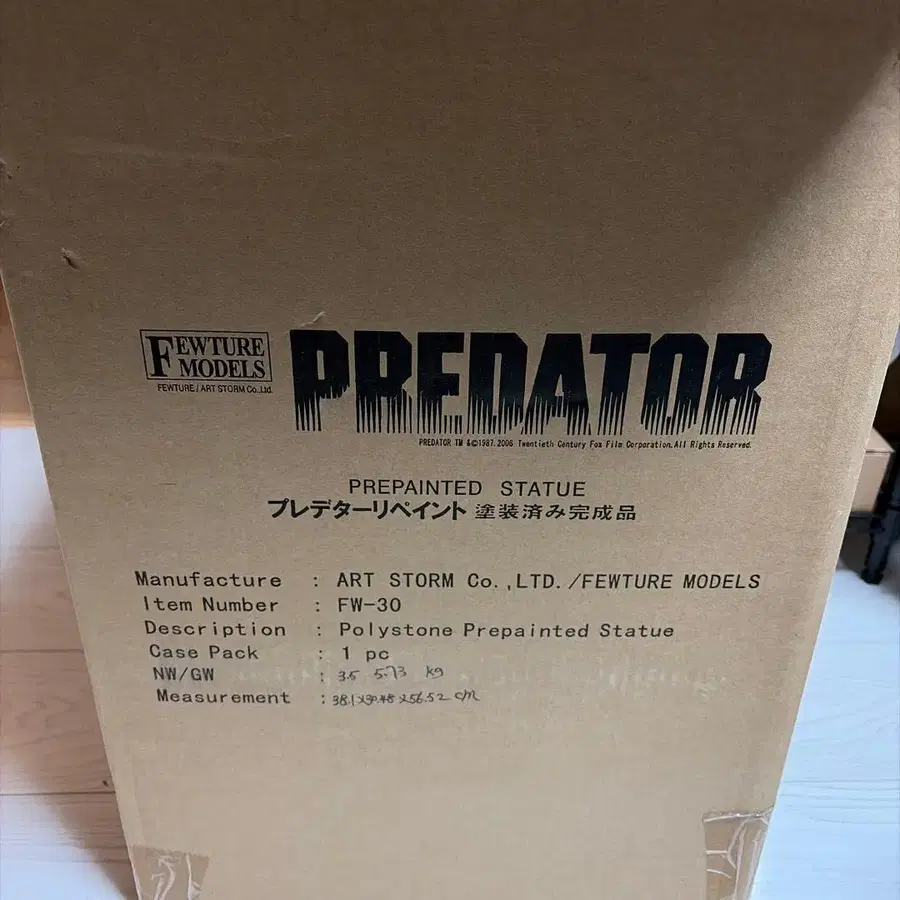 FEWTURE MODELS
FEWTURE / ART STORM Co.,Ltd.
PREDATOR
PREDATOR TM &©1987,2006 Twentieth Century Fox Film Corporation.All Rights Reserved.
PREPAINTED STATUE
プレデターリペイント 塗装済み完成品
Manufacture : ART STORM Co.,LTD./FEWTURE MODELS
Item Number : FW-30
Description : Polystone Prepainted Statue
Case Pack : 1 pc
NW/GW : 3.5 5.73 kg
Measurement : 38.1x30.48x56.52 cm